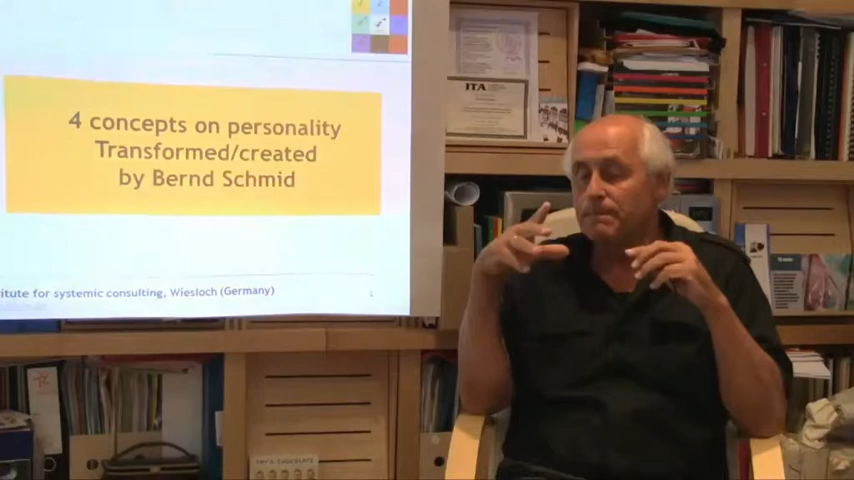 4 concepts on personality
Transformed/created
by Bernd Schmid
itute for systemic consulting, Wiesloch (Germany)
ITA